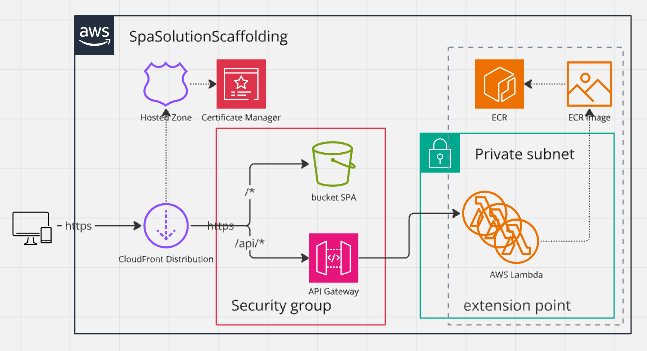 aws
SpaSolutionScaffolding
Hosted Zone
Certificate Manager
ECR
ECR Image
Private subnet
/*
bucket SPA
https
https
/api/*
CloudFront Distribution
API Gateway
AWS Lambda
Security group
extension point